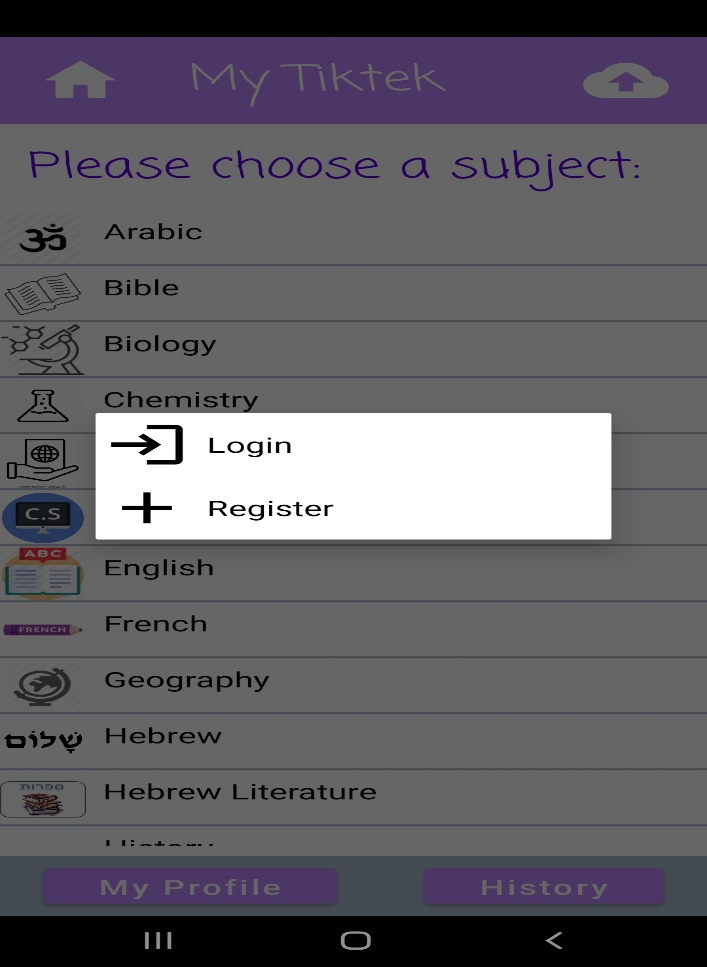 My Tiktek
Please choose a subject:
ॐ
Arabic
Bible
Biology
Chemistry
Login
C.S
Register
ABC
English
FRENCH
French
Geography
שָׁלוֹם
Hebrew
ספרות
Hebrew Literature
History
My Profile
History